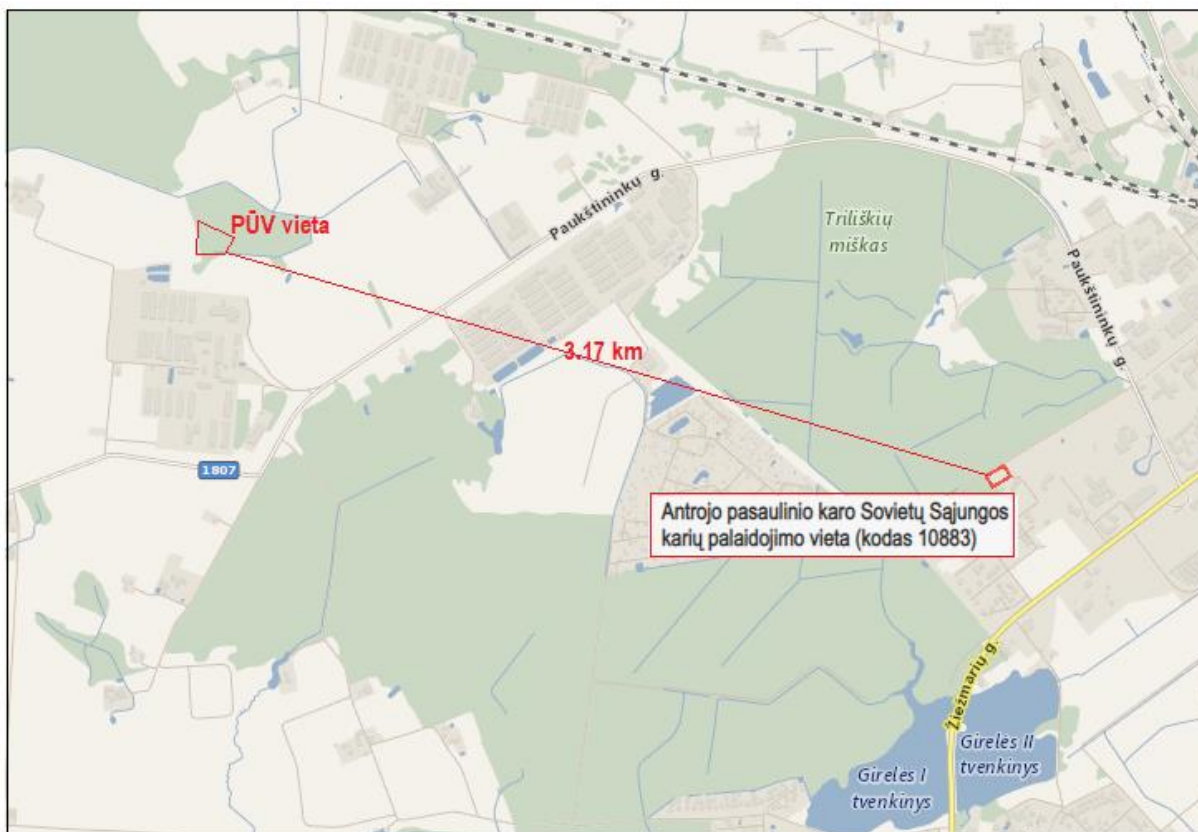 Paukštininkų g.
Triliškių
miškas
PŪV vieta
Paukštininkų g.
3.17 km
1807
Antrojo pasaulinio karo Sovietų Sąjungos
karių palaidojimo vieta (kodas 10883)
Žiežmarių g.
Girelės II
tvenkinys
Girelės I
tvenkinys